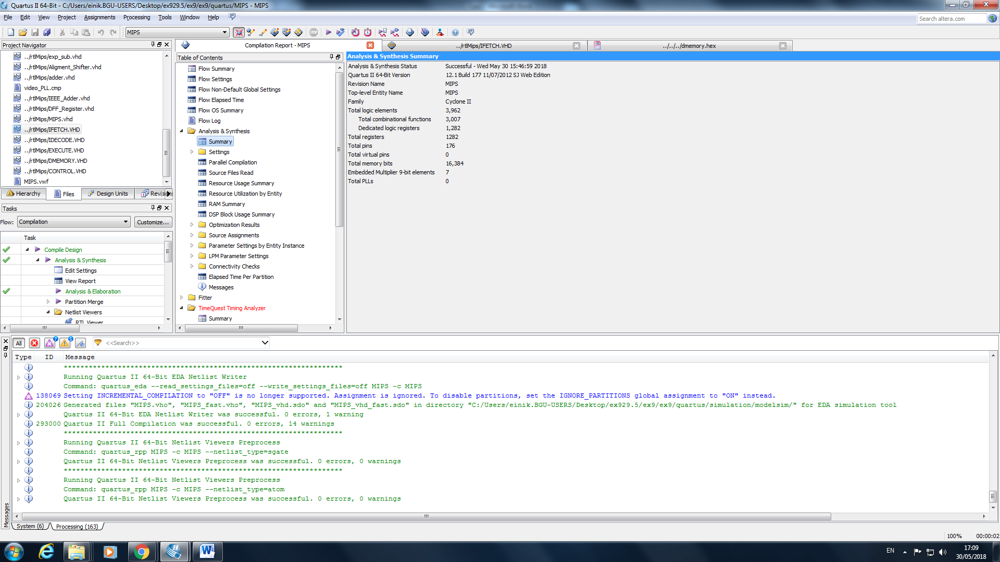 Quartus II 64-Bit - C:/Users/einik.BGU-USERS/Desktop/ex929.5/ex9/ex9/quartus/MIPS - MIPS
File Edit View Project Assignments Processing Tools Window Help
Search altera.com
MIPS
STOP
Project Navigator
../rtlMips/exp_sub.vhd
../rtlMips/Aligment_Shifter.vhd
../rtlMips/adder.vhd
video_PLL.cmp
../rtlMips/IEEE_Adder.vhd
../rtlMips/DFF_Register.vhd
../rtlMips/MIPS.vhd
../rtlMips/IFETCH.VHD
../rtlMips/IDECODE.VHD
../rtlMips/EXECUTE.VHD
../rtlMips/DMEMORY.VHD
../rtlMips/CONTROL.VHD
MIPS.vwf
Hierarchy Files Design Units Revisions
Tasks
Flow: Compilation Customize...
Task
Compile Design
Analysis & Synthesis
Edit Settings
View Report
Analysis & Elaboration
Partition Merge
Netlist Viewers
RTL Viewer
Compilation Report - MIPS
../rtlMips/IFETCH.VHD
../../../dmemory.hex
Table of Contents
Flow Summary
Flow Settings
Flow Non-Default Global Settings
Flow Elapsed Time
Flow OS Summary
Flow Log
Analysis & Synthesis
Summary
Settings
Parallel Compilation
Source Files Read
Resource Usage Summary
Resource Utilization by Entity
RAM Summary
DSP Block Usage Summary
Optimization Results
Source Assignments
Parameter Settings by Entity Instance
LPM Parameter Settings
Connectivity Checks
Elapsed Time Per Partition
Messages
Fitter
TimeQuest Timing Analyzer
Summary
Analysis & Synthesis Summary
Analysis & Synthesis Status Successful - Wed May 30 15:46:59 2018
Quartus II 64-Bit Version 12.1 Build 177 11/07/2012 SJ Web Edition
Revision Name MIPS
Top-level Entity Name MIPS
Family Cyclone II
Total logic elements 3,962
Total combinational functions 3,007
Dedicated logic registers 1,282
Total registers 1282
Total pins 176
Total virtual pins 0
Total memory bits 16,384
Embedded Multiplier 9-bit elements 7
Total PLLs 0
All 7 5 <<Search>>
Type ID Message
*******************************************************************
Running Quartus II 64-Bit EDA Netlist Writer
Command: quartus_eda --read_settings_files=off --write_settings_files=off MIPS -c MIPS
138069 Setting INCREMENTAL_COMPILATION to "OFF" is no longer supported. Assignment is ignored. To disable partitions, set the IGNORE_PARTITIONS global assignment to "ON" instead.
204026 Generated files "MIPS.vho", "MIPS_fast.vho", "MIPS_vhd.sdo" and "MIPS_vhd_fast.sdo" in directory "C:/Users/einik.BGU-USERS/Desktop/ex929.5/ex9/ex9/quartus/simulation/modelsim/" for EDA simulation tool
Quartus II 64-Bit EDA Netlist Writer was successful. 0 errors, 1 warning
293000 Quartus II Full Compilation was successful. 0 errors, 14 warnings
*******************************************************************
Running Quartus II 64-Bit Netlist Viewers Preprocess
Command: quartus_rpp MIPS -c MIPS --netlist_type=sgate
Quartus II 64-Bit Netlist Viewers Preprocess was successful. 0 errors, 0 warnings
*******************************************************************
Running Quartus II 64-Bit Netlist Viewers Preprocess
Command: quartus_rpp MIPS -c MIPS --netlist_type=atom
Quartus II 64-Bit Netlist Viewers Preprocess was successful. 0 errors, 0 warnings
Messages
System (6) Processing (163)
100% 00:00:02
EN
17:09
30/05/2018